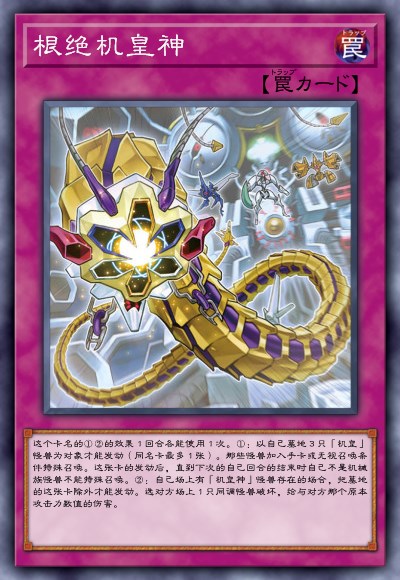 根绝机皇神
トラップ
罠
トラップ
【罠カード】
这个卡名的①②的效果1回合各能使用1次。①：以自己墓地3只「机皇」
怪兽为对象才能发动（同名卡最多1张）。那些怪兽加入手卡或无视召唤条
件特殊召唤。这张卡的发动后，直到下次的自己回合的结束时自己不是机械
族怪兽不能特殊召唤。②：自己场上有「机皇神」怪兽存在的场合，把墓地
的这张卡除外才能发动。选对方场上1只同调怪兽破坏，给与对方那个原本
攻击力数值的伤害。